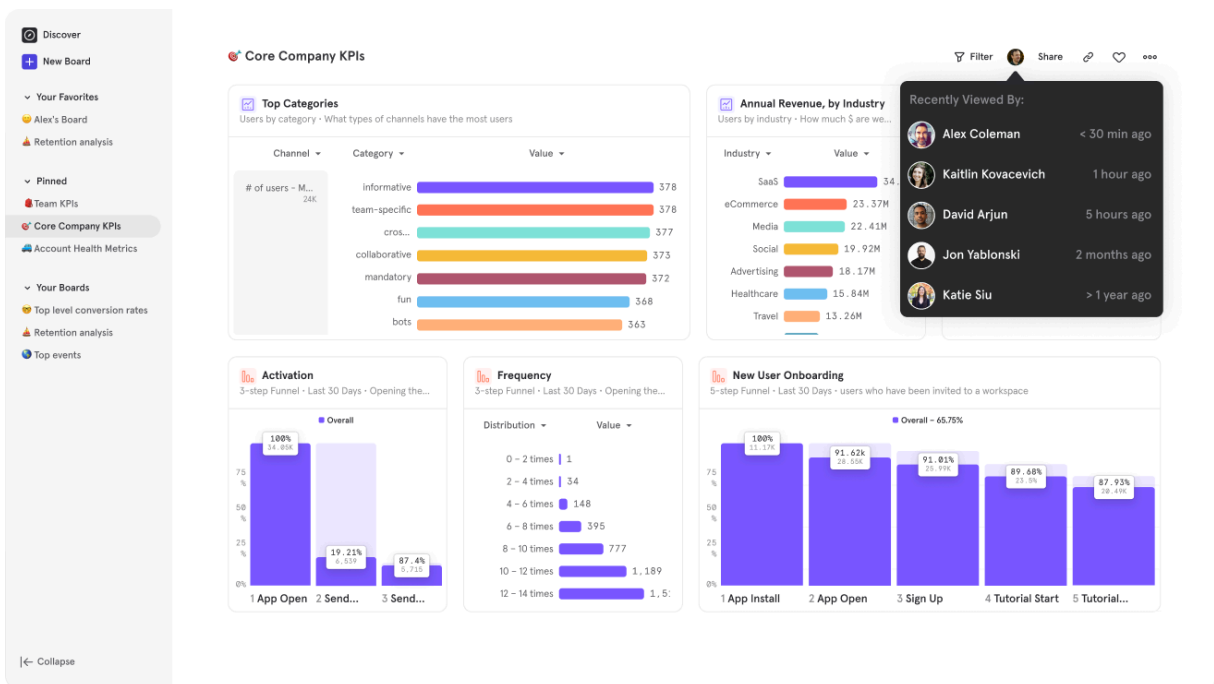 Discover
New Board
Your Favorites
Alex's Board
Retention analysis
Pinned
Team KPIs
Core Company KPIs
Account Health Metrics
Your Boards
Top level conversion rates
Retention analysis
Top events
Collapse
Core Company KPIs
Filter
Share
Recently Viewed By:
Alex Coleman < 30 min ago
Kaitlin Kovacevich 1 hour ago
David Arjun 5 hours ago
Jon Yablonski 2 months ago
Katie Siu > 1 year ago
Top Categories
Users by category • What types of channels have the most users
Channel Category Value
# of users - M...
24K
informative 378
team-specific 378
cros... 377
collaborative 373
mandatory 372
fun 368
bots 363
Annual Revenue, by Industry
Users by industry • How much $ are we...
Industry Value
SaaS 34.
eCommerce 23.37M
Media 22.41M
Social 19.92M
Advertising 18.17M
Healthcare 15.84M
Travel 13.26M
Activation
3-step Funnel • Last 30 Days • Opening the...
Overall
100%
34.05K
19.21%
6,539
87.4%
5.715
75
%
50
%
25
%
0%
1 App Open 2 Send... 3 Send...
Frequency
3-step Funnel • Last 30 Days • Opening the...
Distribution Value
0 – 2 times 1
2 – 4 times 34
4 – 6 times 148
6 – 8 times 395
8 – 10 times 777
10 – 12 times 1,189
12 – 14 times 1,5
New User Onboarding
5-step Funnel • Last 30 Days • users who have been invited to a workspace
Overall – 65.75%
100%
11.17K
91.62k
28.55K
91.01%
25.99K
89.68%
23.5%
87.93%
20.49K
75
%
50
%
25
%
0%
1 App Install 2 App Open 3 Sign Up 4 Tutorial Start 5 Tutorial...